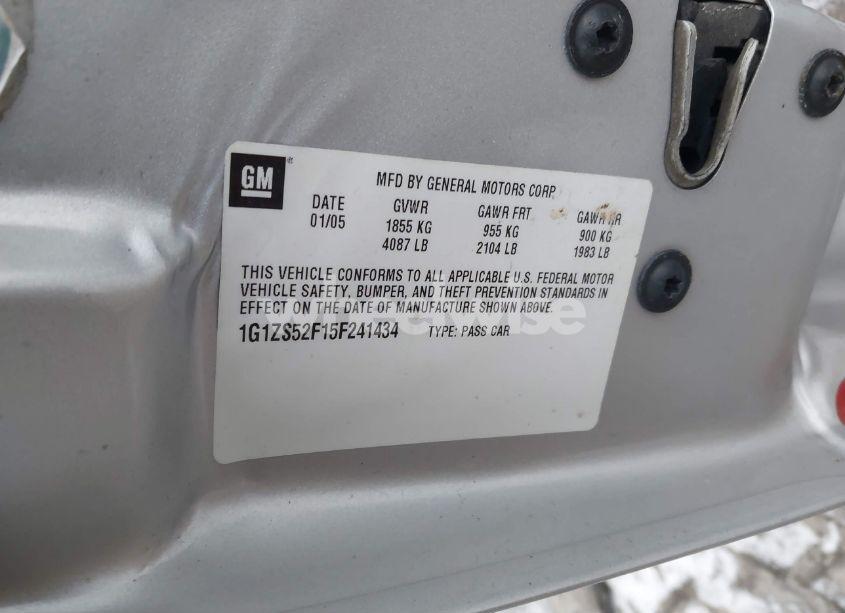 GM
MFD BY GENERAL MOTORS CORP
DATE GVWR GAWR FRT GAWR RR
01/05 1855 KG 955 KG 900 KG
4087 LB 2104 LB 1983 LB
THIS VEHICLE CONFORMS TO ALL APPLICABLE U.S. FEDERAL MOTOR
VEHICLE SAFETY, BUMPER, AND THEFT PREVENTION STANDARDS IN
EFFECT ON THE DATE OF MANUFACTURE SHOWN ABOVE.
1G1ZS52F15F241434 TYPE: PASS CAR